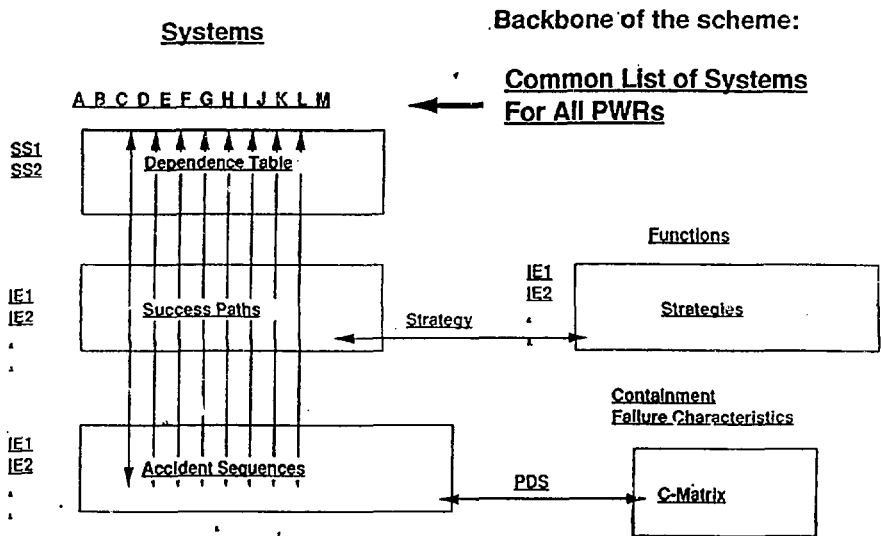 Systems
Backbone of the scheme:
A B C D E F G H I J K L M
Common List of Systems
For All PWRs
SS1
SS2
Dependence Table
Functions
IE1
IE2
Success Paths
Strategy
IE1
IE2
Strategies
Containment
Failure Characteristics
IE1
IE2
Accident Sequences
PDS
C-Matrix